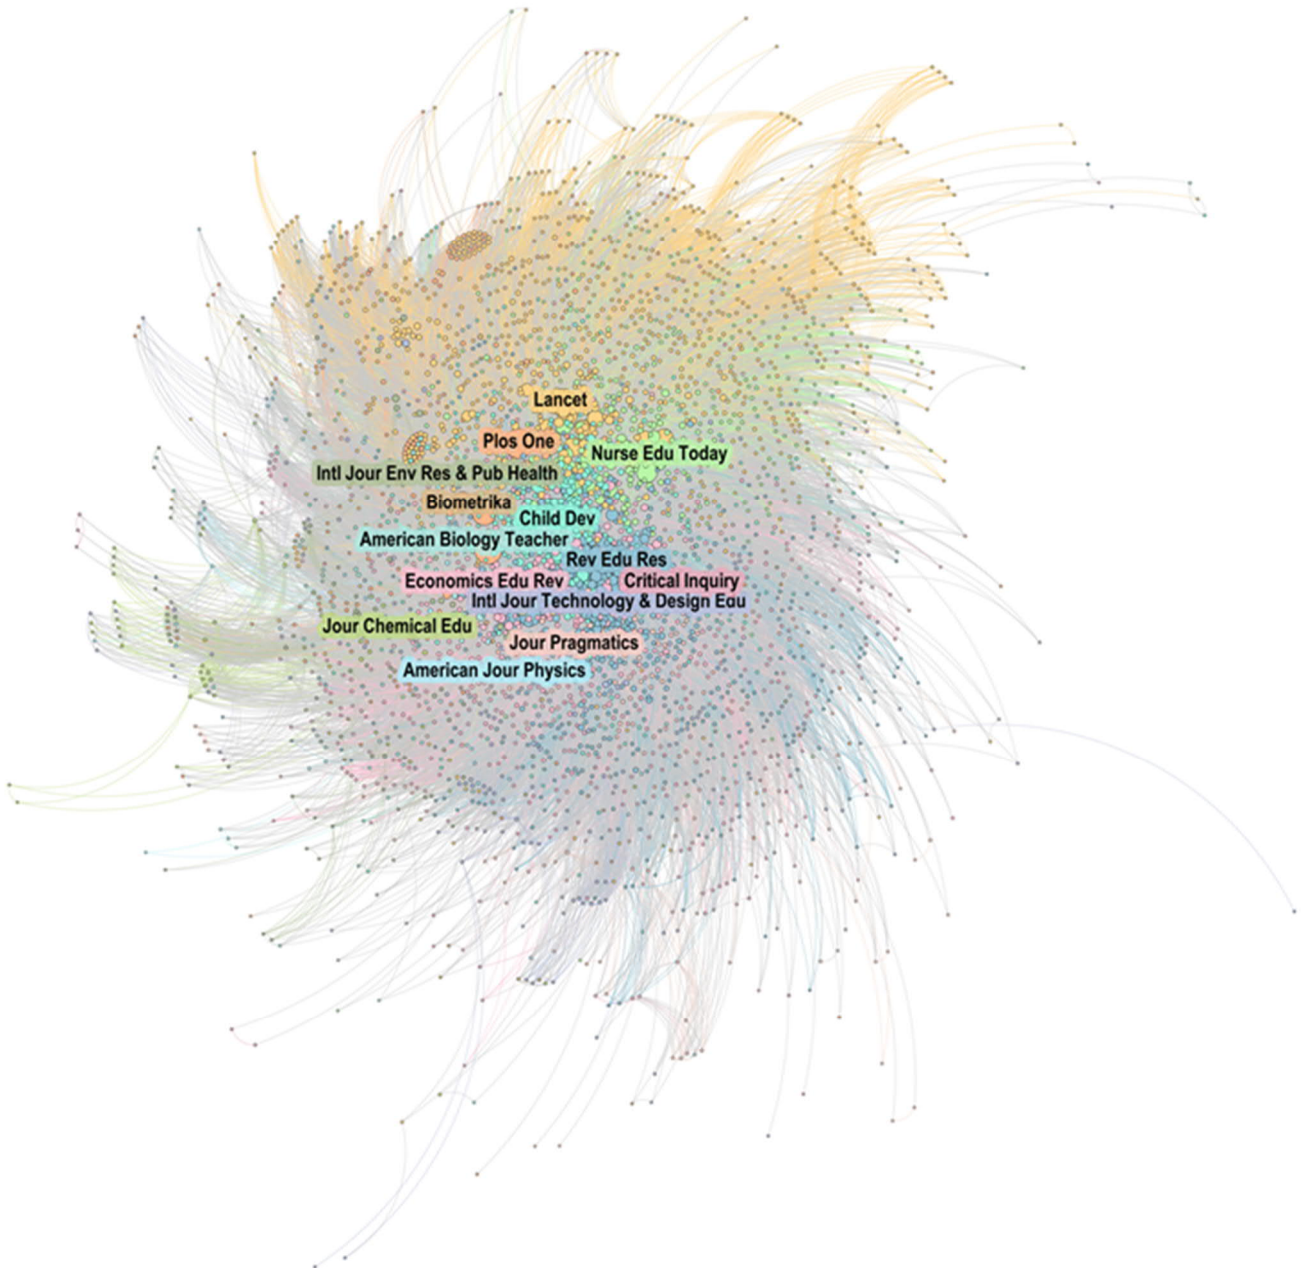 Lancet
Plos One
Nurse Edu Today
Intl Jour Env Res & Pub Health
Biometrika
Child Dev
American Biology Teacher
Rev Edu Res
Economics Edu Rev
Critical Inquiry
Intl Jour Technology & Design Edu
Jour Chemical Edu
Jour Pragmatics
American Jour Physics